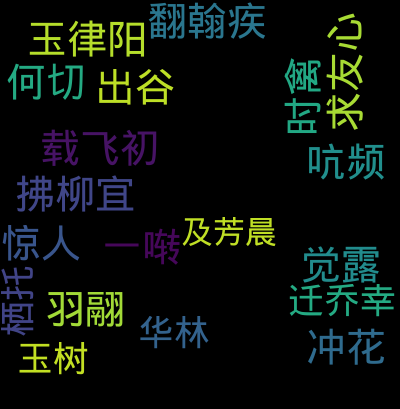 翻翰疾
玉律阳
求友心
何切
出谷
时禽
载飞初
吭频
拂柳宜
惊人
一啭
及芳晨
觉露
栖托
羽翮
迁乔幸
华林
玉树
冲花